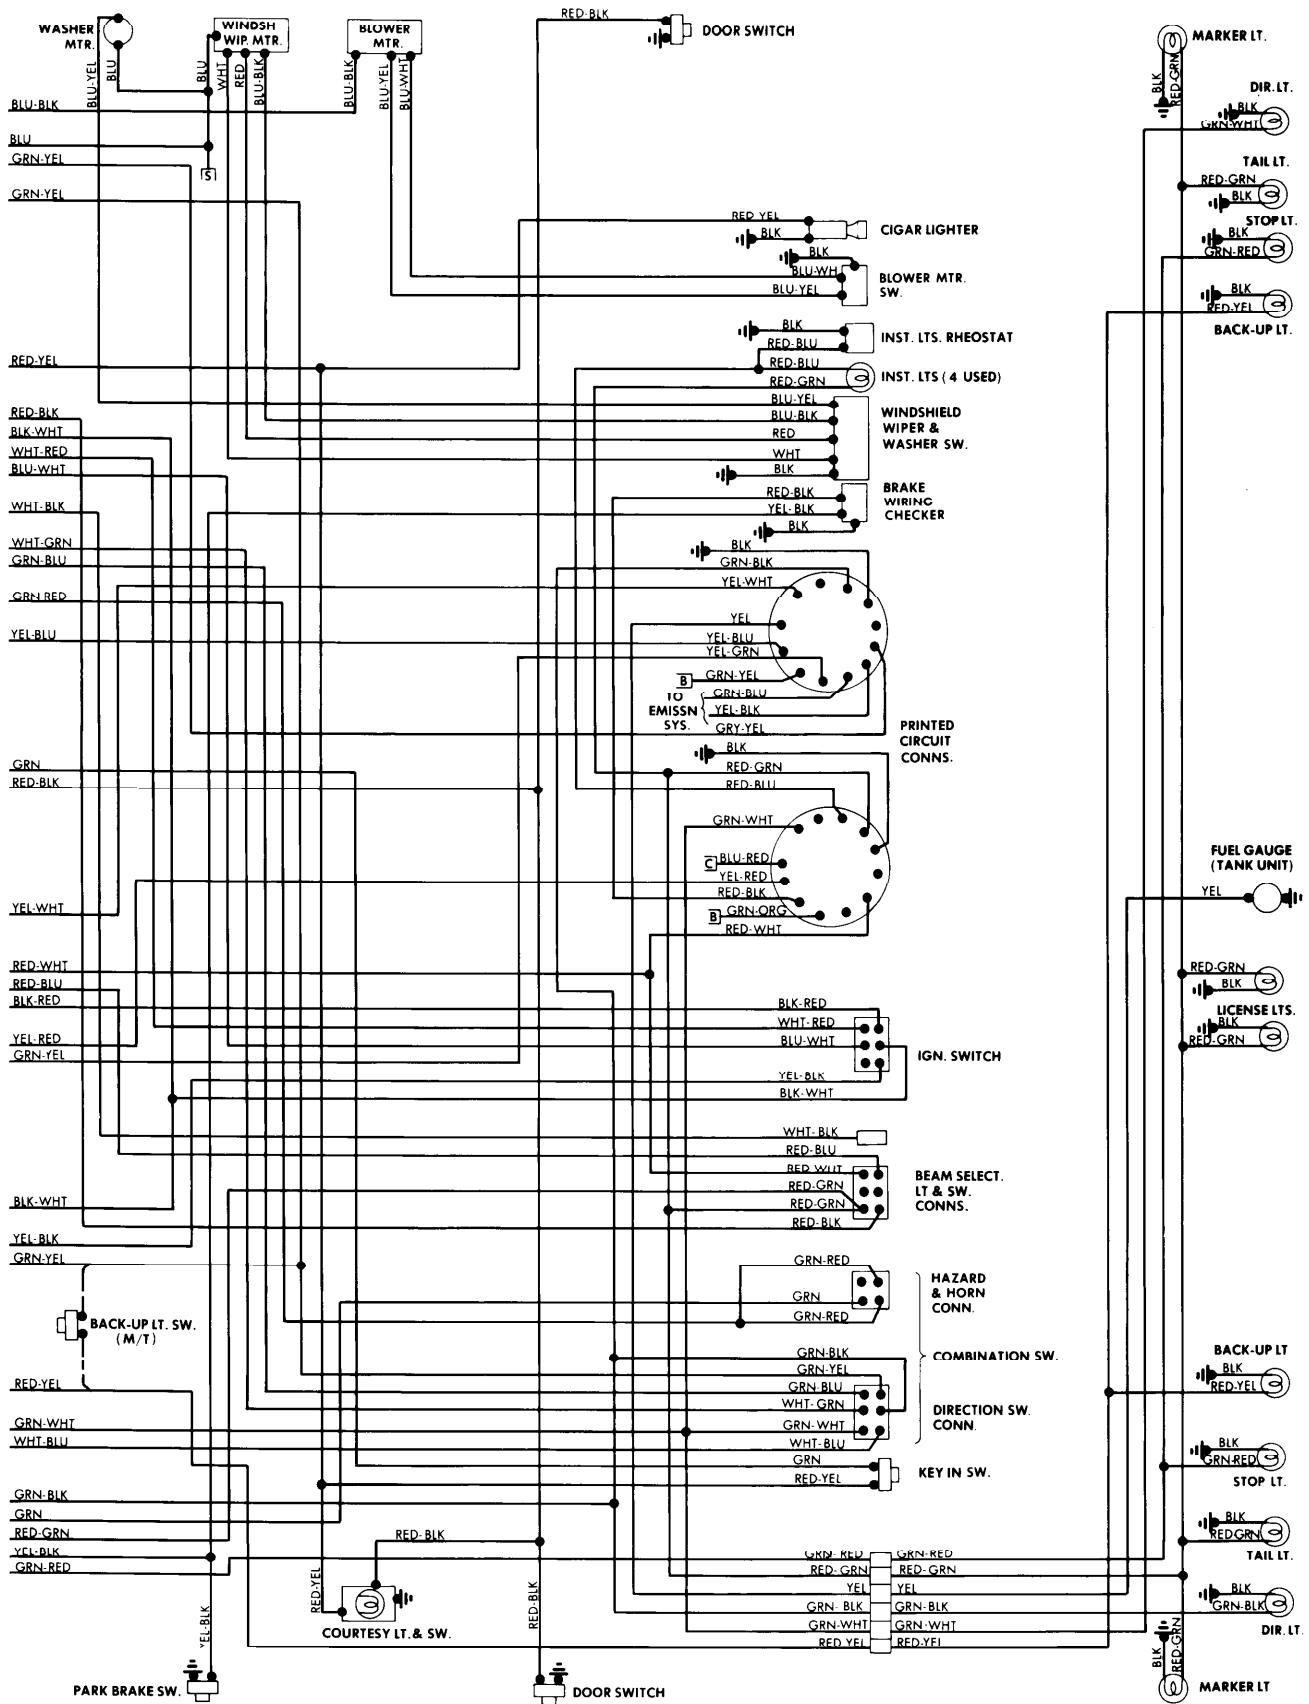 WASHER
MTR.
WINDSH
WIP. MTR.
BLOWER
MTR.
RED-BLK
DOOR SWITCH
MARKER LT.
BLU-YEL
BLU
BLU
WHT
RED
BLU-BLK
BLU-BLK
BLU-YEL
BLU-WHT
BLK
RED-GRN
DIR. LT.
BLK
GRN-WHT
BLU-BLK
BLU
GRN-YEL
S
GRN-YEL
TAIL LT.
RED-GRN
BLK
STOP LT.
BLK
GRN-RED
BLK
RED-YEL
BACK-UP LT.
RED YEL
BLK
CIGAR LIGHTER
BLK
BLU-WH
BLU-YEL
BLOWER MTR.
SW.
BLK
RED-BLU
INST. LTS. RHEOSTAT
RED-YEL
RED-BLU
RED-GRN
INST. LTS (4 USED)
BLU-YEL
BLU-BLK
RED
WHT
BLK
WINDSHIELD
WIPER &
WASHER SW.
RED-BLK
BLK-WHT
WHT-RED
BLU-WHT
WHT-BLK
RED-BLK
YEL-BLK
BLK
BRAKE
WIRING
CHECKER
WHT-GRN
GRN-BLU
GRN RED
YEL-BLU
BLK
GRN-BLK
YEL-WHT
YEL
YEL-BLU
YEL-GRN
B
GRN-YEL
GRN-BLU
YEL-BLK
GRY-YEL
TO
EMISSN
SYS.
PRINTED
CIRCUIT
CONNS.
BLK
RED-GRN
RED-BLU
GRN
RED-BLK
GRN-WHT
C
BLU-RED
YEL-RED
RED-BLK
B
GRN-ORG
RED-WHT
FUEL GAUGE
(TANK UNIT)
YEL
YEL-WHT
RED-WHT
RED-BLU
BLK-RED
YEL-RED
GRN-YEL
RED-GRN
BLK
LICENSE LTS.
BLK
RED-GRN
BLK-RED
WHT-RED
BLU-WHT
YEL-BLK
BLK-WHT
IGN. SWITCH
WHT-BLK
RED-BLU
RED WHT
RED-GRN
RED-GRN
RED-BLK
BEAM SELECT.
LT & SW.
CONNS.
BLK-WHT
YEL-BLK
GRN-YEL
GRN-RED
GRN
GRN-RED
HAZARD
& HORN
CONN.
BACK-UP LT. SW.
(M/T)
COMBINATION SW.
GRN-BLK
GRN-YEL
GRN-BLU
WHT-GRN
GRN-WHT
WHT-BLU
DIRECTION SW.
CONN.
BACK-UP LT
BLK
RED-YEL
RED-YEL
GRN-WHT
WHT-BLU
GRN
RED-YEL
KEY IN SW.
BLK
GRN-RED
STOP LT.
GRN-BLK
GRN
RED-GRN
YEL-BLK
GRN-RED
RED-BLK
BLK
RED GRN
TAIL LT.
GRN-RED
GRN-RED
RED-GRN
RED-GRN
YEL
YEL
GRN-BLK
GRN-BLK
GRN-WHT
GRN-WHT
RED YEL
RED-YEL
BLK
GRN-BLK
DIR. LT.
YEL-BLK
RED-YEL
RED-BLK
COURTESY LT. & SW.
BLK
RED-GRN
PARK BRAKE SW.
DOOR SWITCH
MARKER LT